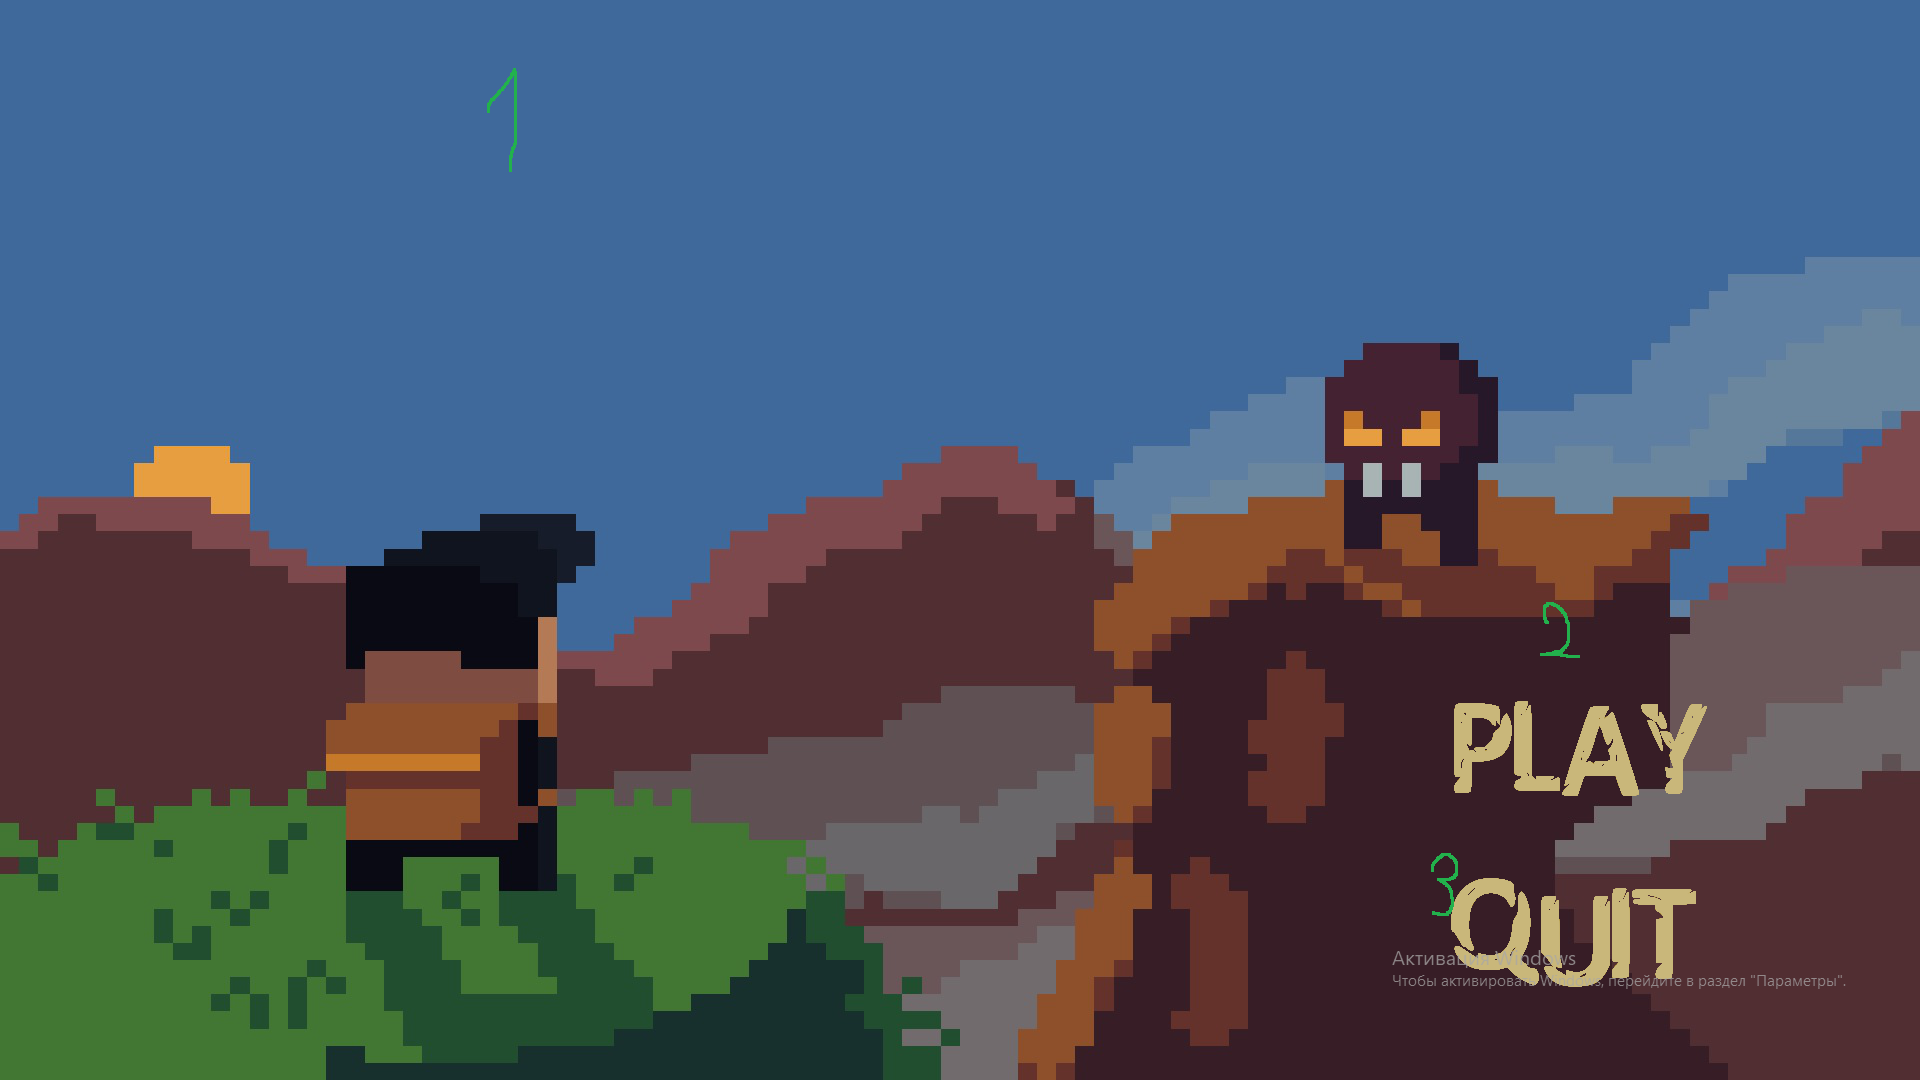 1
2
PLAY
3
QUIT
Активация Windows
Чтобы активировать Windows, перейдите в раздел "Параметры".